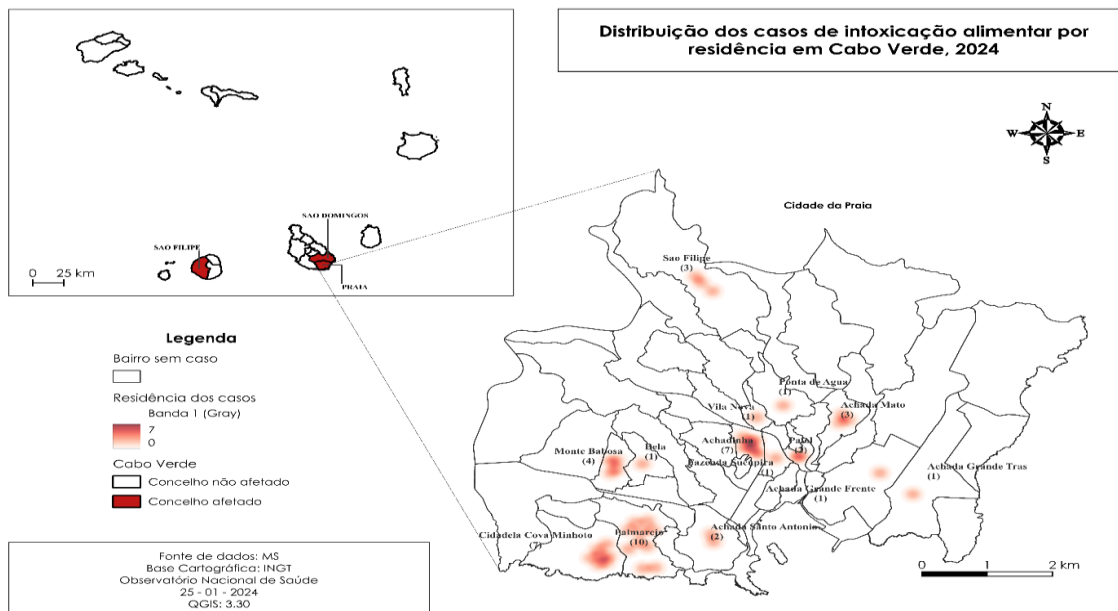 Distribuição dos casos de intoxicação alimentar por
residência em Cabo Verde, 2024
N
W
E
S
SAO DOMINGOS
SAO FILIPE
PRAIA
0 25 km
Cidade da Praia
Sao Filipe
(3)
Ponta de Agua
(1)
Vila Nova
(1)
Achada Mato
(3)
Achadinha
(7)
Monte Babosa
(4)
Bela
(1)
Fazenda Sucupira
(1)
Achada Grande Tras
(1)
Achada Grande Frente
(1)
Cidadela Cova Minhoto
(7)
Palmarejo
(10)
Achada Santo Antonio
(2)
0 1 2 km
Legenda
Bairro sem caso
Residência dos casos
Banda 1 (Gray)
7
0
Cabo Verde
Concelho não afetado
Concelho afetado
Fonte de dados: MS
Base Cartográfica: INGT
Observatório Nacional de Saúde
25 - 01 - 2024
QGIS: 3.30